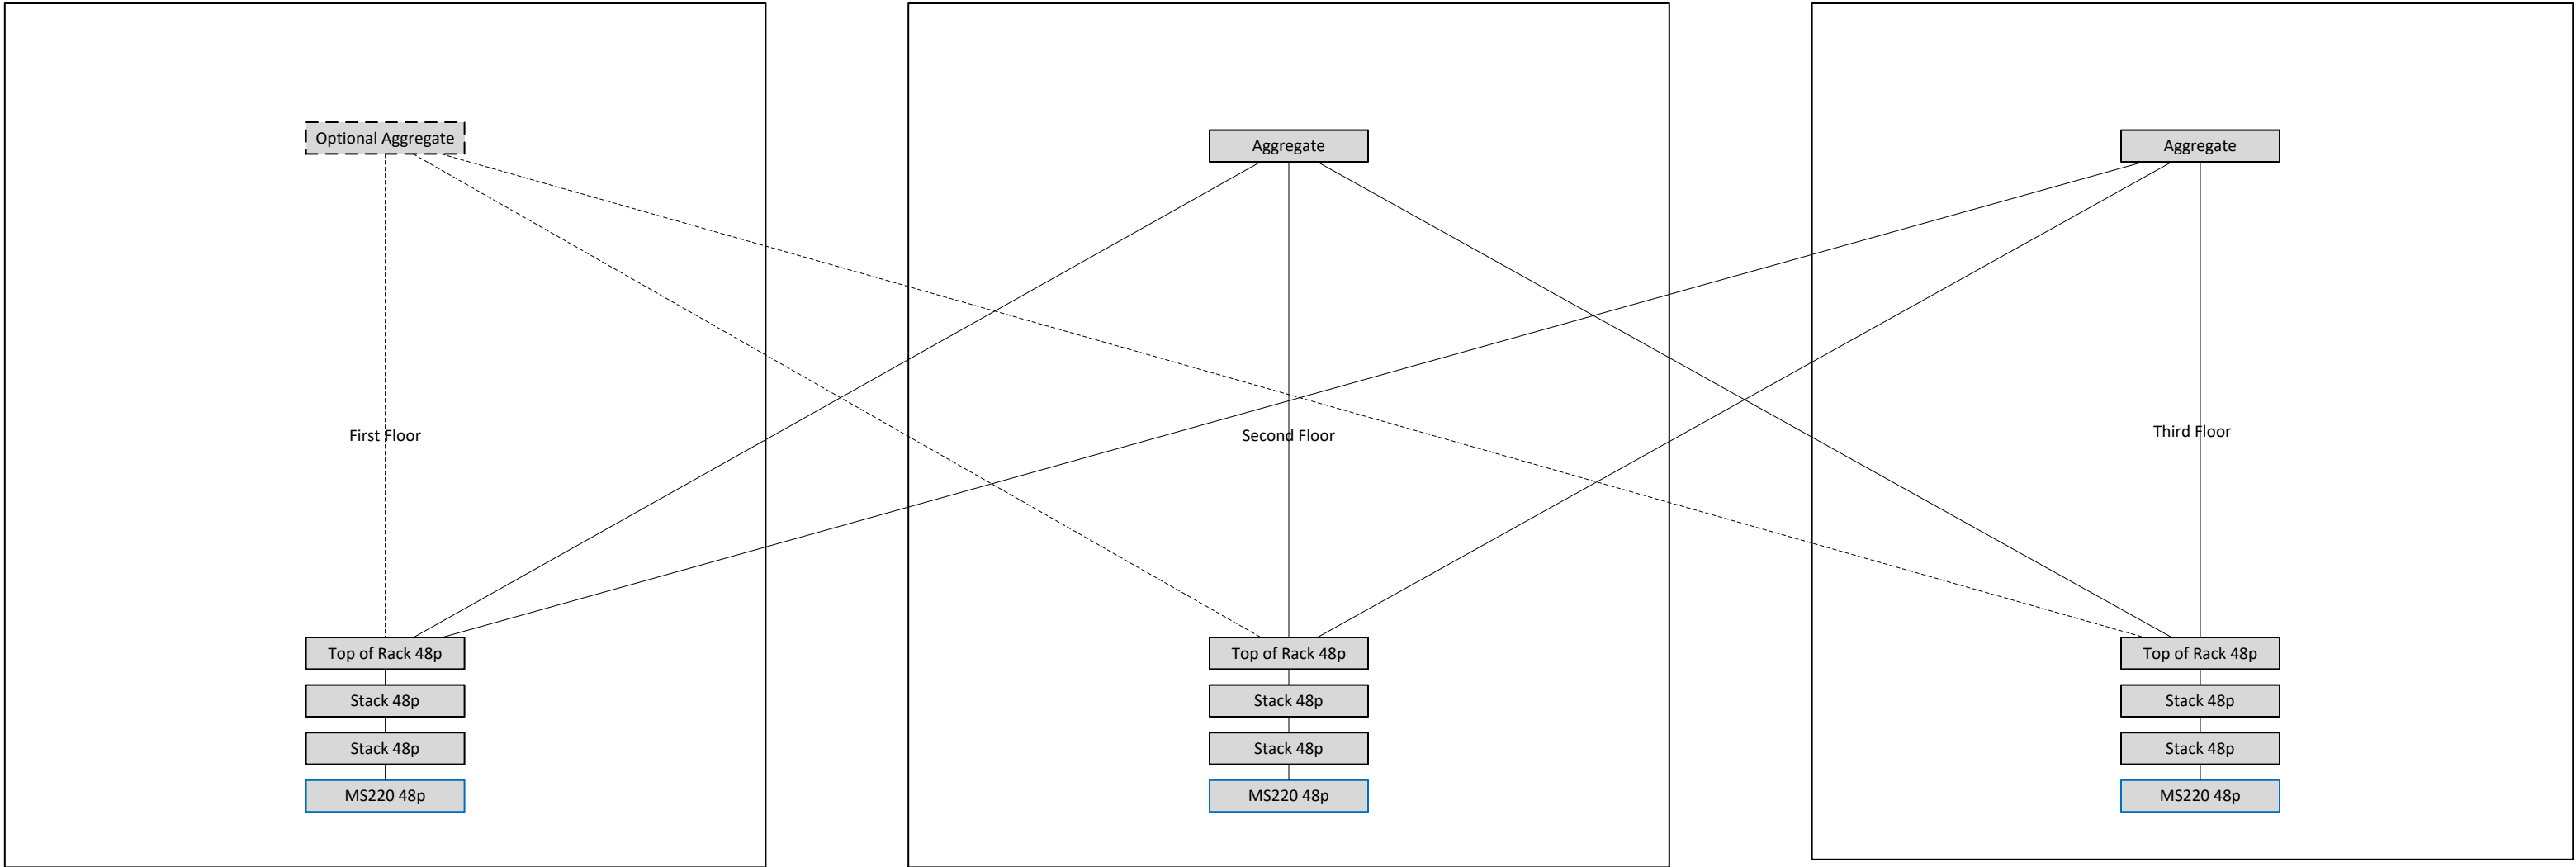 Optional Aggregate
First Floor
Top of Rack 48p
Stack 48p
Stack 48p
MS220 48p
Aggregate
Second Floor
Top of Rack 48p
Stack 48p
Stack 48p
MS220 48p
Aggregate
Third Floor
Top of Rack 48p
Stack 48p
Stack 48p
MS220 48p